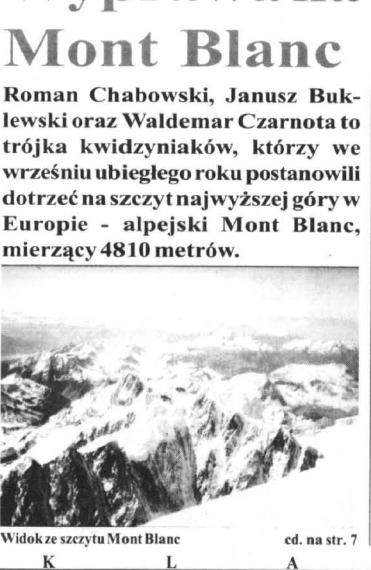 Mont Blanc
Roman Chabowski, Janusz Buk-
lewski oraz Waldemar Czarnota to
trójka kwidzyniaków, którzy we
wrześniu ubiegłego roku postanowili
dotrzeć na szczyt najwyższej góry w
Europie - alpejski Mont Blanc,
mierzący 4810 metrów.
Widok ze szczytu Mont Blanc cd. na str. 7
K L A